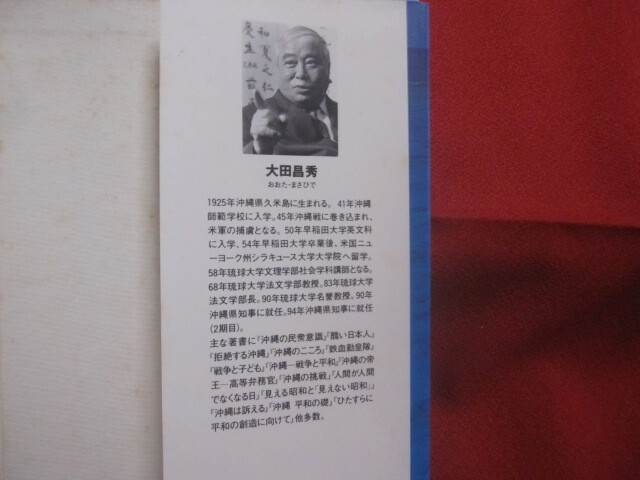 大田昌秀
おおた・まさひで
1925年沖縄県久米島に生まれる。41年沖縄
師範学校に入学。45年沖縄戦に巻き込まれ、
米軍の捕虜となる。50年早稲田大学英文科
に入学、54年早稲田大学卒業後、米国ニュ
ーヨーク州シラキュース大学大学院へ留学。
58年琉球大学文理学部社会学科講師となる。
68年琉球大学法文学部教授。83年琉球大学
法文学部長。90年琉球大学名誉教授。90年
沖縄県知事に就任。94年沖縄県知事に就任
(2期目)。
主な著書に「沖縄の民衆意識」「醜い日本人」
「拒絶する沖縄」「沖縄のこころ」「鉄血勤皇隊」
「戦争と子ども」「沖縄—戦争と平和」「沖縄の帝
王—高等弁務官」「沖縄の挑戦」「人間が人間
でなくなる日」「見える昭和と「見えない昭和」」
「沖縄は訴える」「沖縄 平和の礎」「ひたすらに
平和の創造に向けて」他多数。